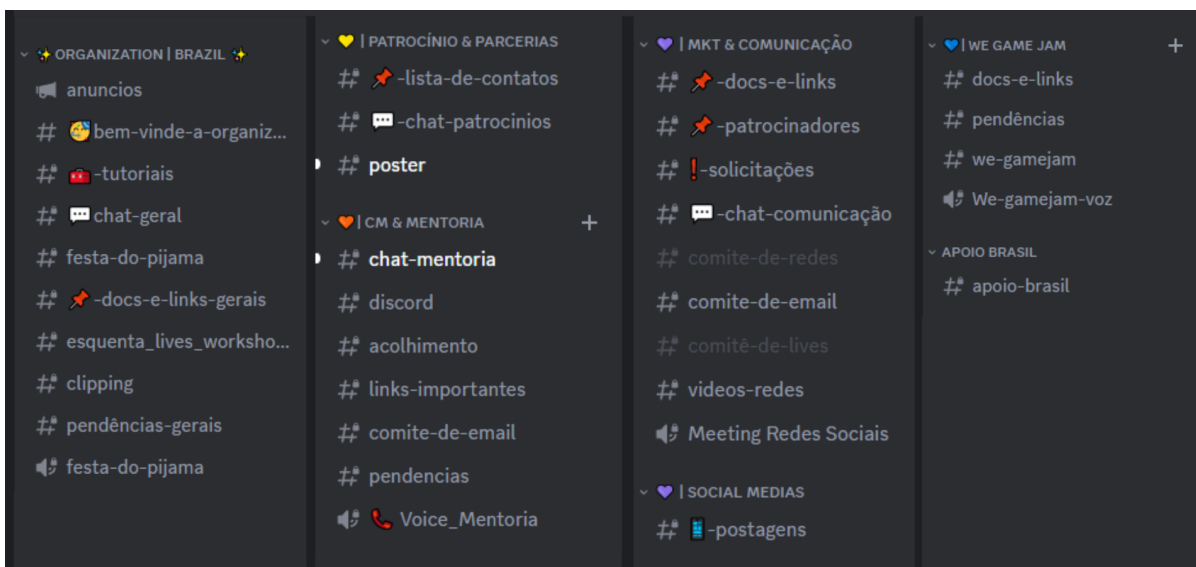 ORGANIZATION | BRAZIL
anuncios
bem-vinde-a-organiz...
-tutoriais
chat-geral
festa-do-pijama
-docs-e-links-gerais
esquenta_lives_worksho...
clipping
pendências-gerais
festa-do-pijama
| PATROCÍNIO & PARCERIAS
-lista-de-contatos
-chat-patrocinios
poster
| CM & MENTORIA
chat-mentoria
discord
acolhimento
links-importantes
comite-de-email
pendencias
Voice_Mentoria
| MKT & COMUNICAÇÃO
-docs-e-links
-patrocinadores
-solicitações
-chat-comunicação
comite-de-redes
comite-de-email
comitê-de-lives
videos-redes
Meeting Redes Sociais
| SOCIAL MEDIAS
-postagens
| WE GAME JAM
docs-e-links
pendências
we-gamejam
We-gamejam-voz
APOIO BRASIL
apoio-brasil